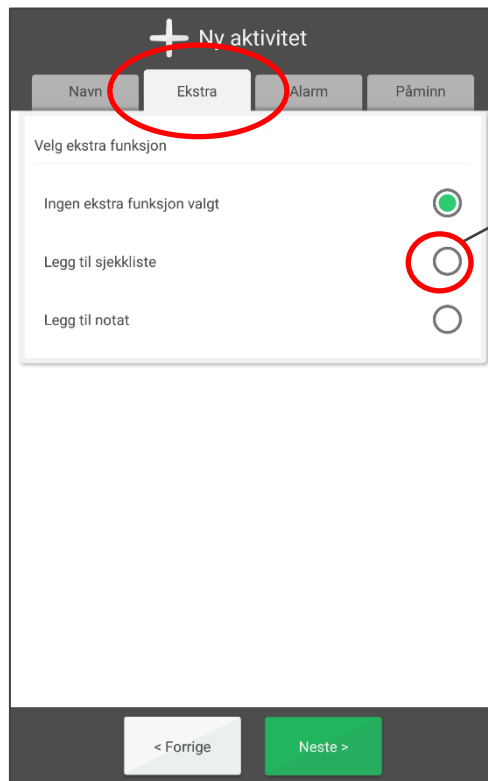 Ny aktivitet
Navn Ekstra Alarm Påminn
Velg ekstra funksjon
Ingen ekstra funksjon valgt
Legg til sjekkliste
Legg til notat
< Forrige Neste >